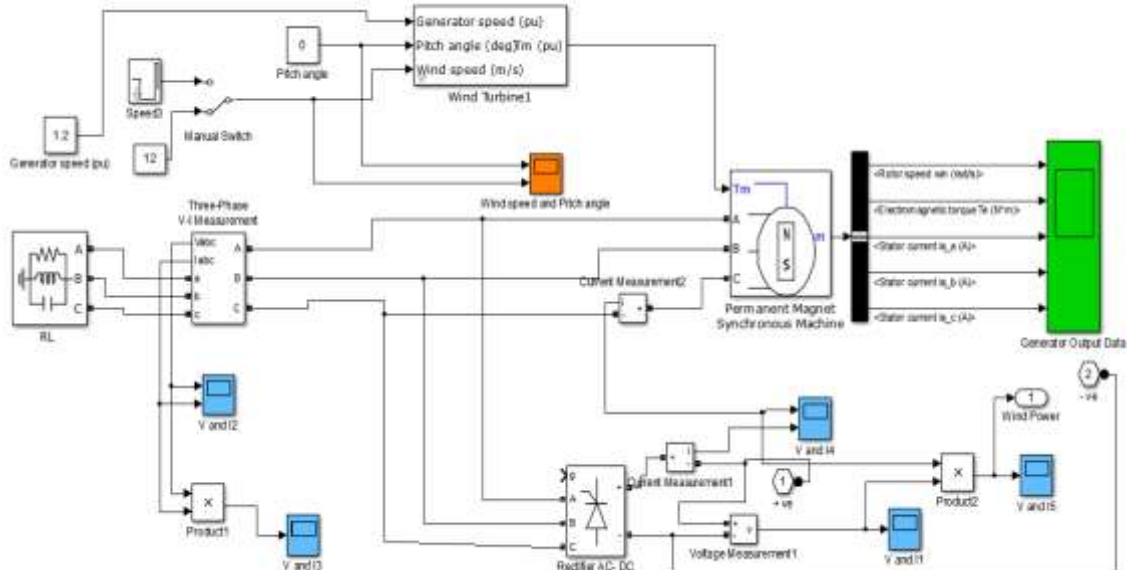 Generator speed (pu)
0
Pitch angle (deg)Tm (pu)
Pitch angle
Wind speed (m/s)
Wind Turbine1
Speed3
Manual Switch
1.2
12
Generator speed (pu)
Wind speed and Pitch angle
Three-Phase
V-I Measurement
Vabc
Iabc
A
B
C
a
b
c
A
B
C
RL
Tm
A
B
C
N
S
m
Permanent Magnet
Synchronous Machine
Current Measurement2
<Rotor speed wm (rad/s)>
<Electromagnetic torque Te (N*m)>
<Stator current is_a (A)>
<Stator current is_b (A)>
<Stator current is_c (A)>
Generator Output Data
2
- ve
V and I2
Product1
V and I3
g
A
B
C
+
-
Rectifier AC- DC
Current Measurement1
V and I4
1
+ ve
1
Wind Power
Product2
V and I5
+
-
v
Voltage Measurement1
V and I1